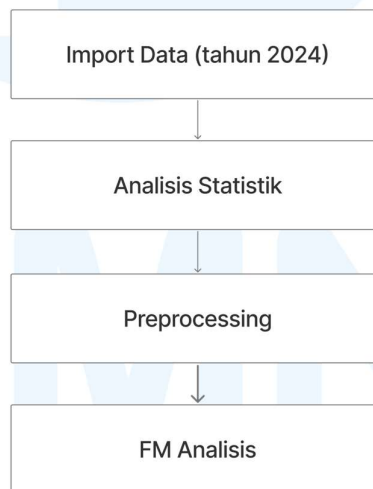 Import Data (tahun 2024)
Analisis Statistik
Preprocessing
FM Analisis